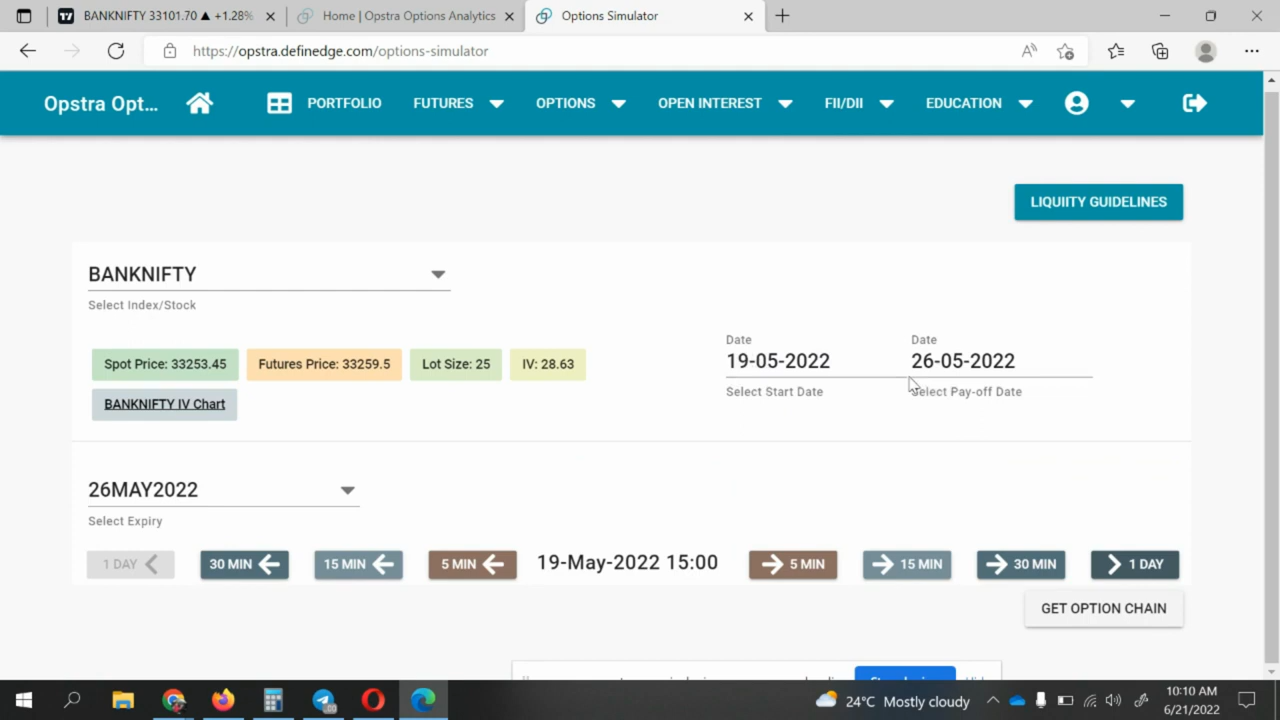 BANKNIFTY 33101.70 ▲ +1.28%
Home | Opstra Options Analytics
Options Simulator
https://opstra.definedge.com/options-simulator
Opstra Opt...
PORTFOLIO
FUTURES
OPTIONS
OPEN INTEREST
FII/DII
EDUCATION
LIQUIITY GUIDELINES
BANKNIFTY
Select Index/Stock
Spot Price: 33253.45
Futures Price: 33259.5
Lot Size: 25
IV: 28.63
BANKNIFTY IV Chart
Date
19-05-2022
Select Start Date
Date
26-05-2022
Select Pay-off Date
26MAY2022
Select Expiry
1 DAY
30 MIN
15 MIN
5 MIN
19-May-2022 15:00
5 MIN
15 MIN
30 MIN
1 DAY
GET OPTION CHAIN
24°C Mostly cloudy
10:10 AM
6/21/2022